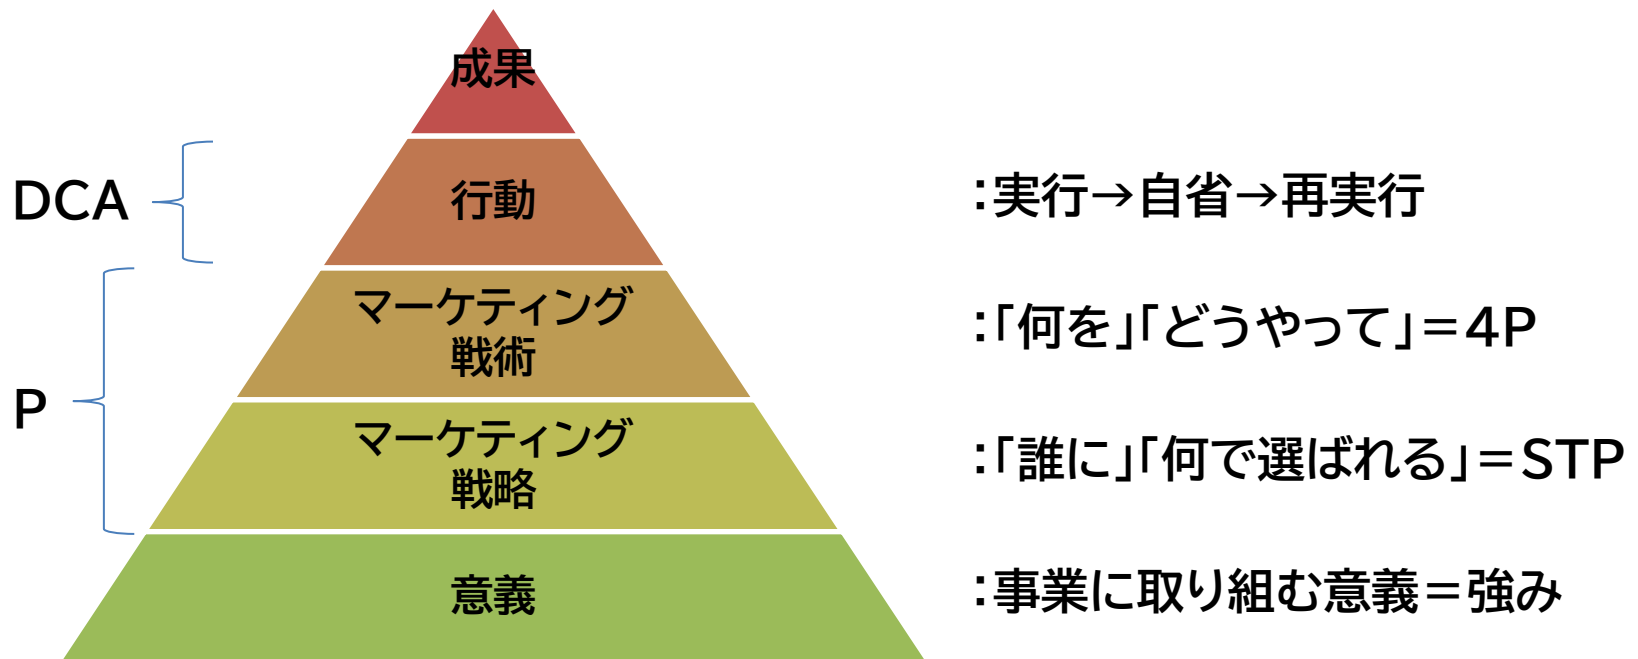 成果
DCA
行動
:実行→自省→再実行
マーケティング
戦術
:「何を」「どうやって」=4P
P
マーケティング
戦略
:「誰に」「何で選ばれる」=STP
意義
:事業に取り組む意義=強み